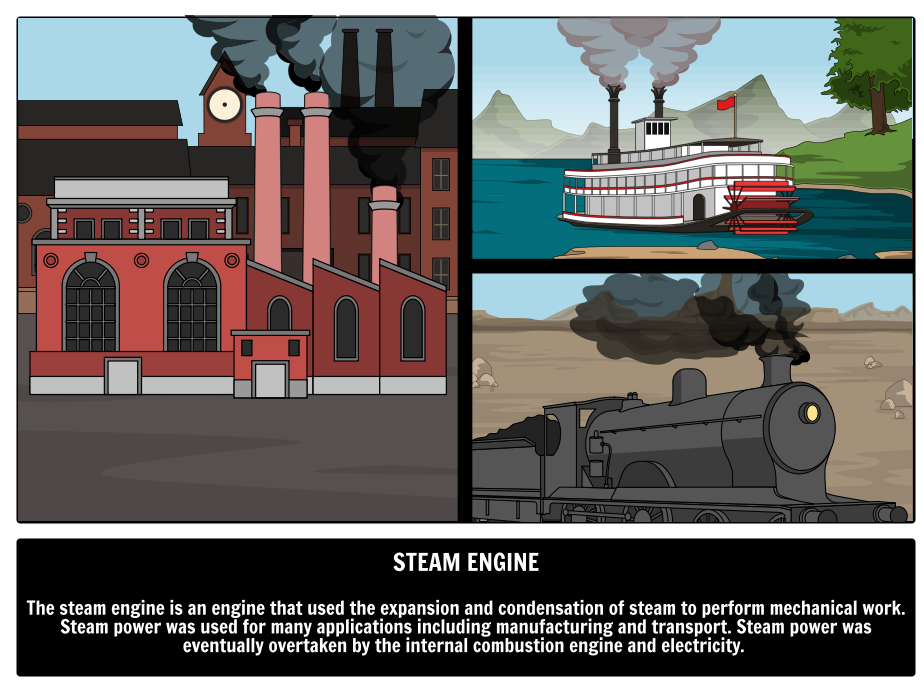 STEAM ENGINE
The steam engine is an engine that used the expansion and condensation of steam to perform mechanical work.
Steam power was used for many applications including manufacturing and transport. Steam power was
eventually overtaken by the internal combustion engine and electricity.